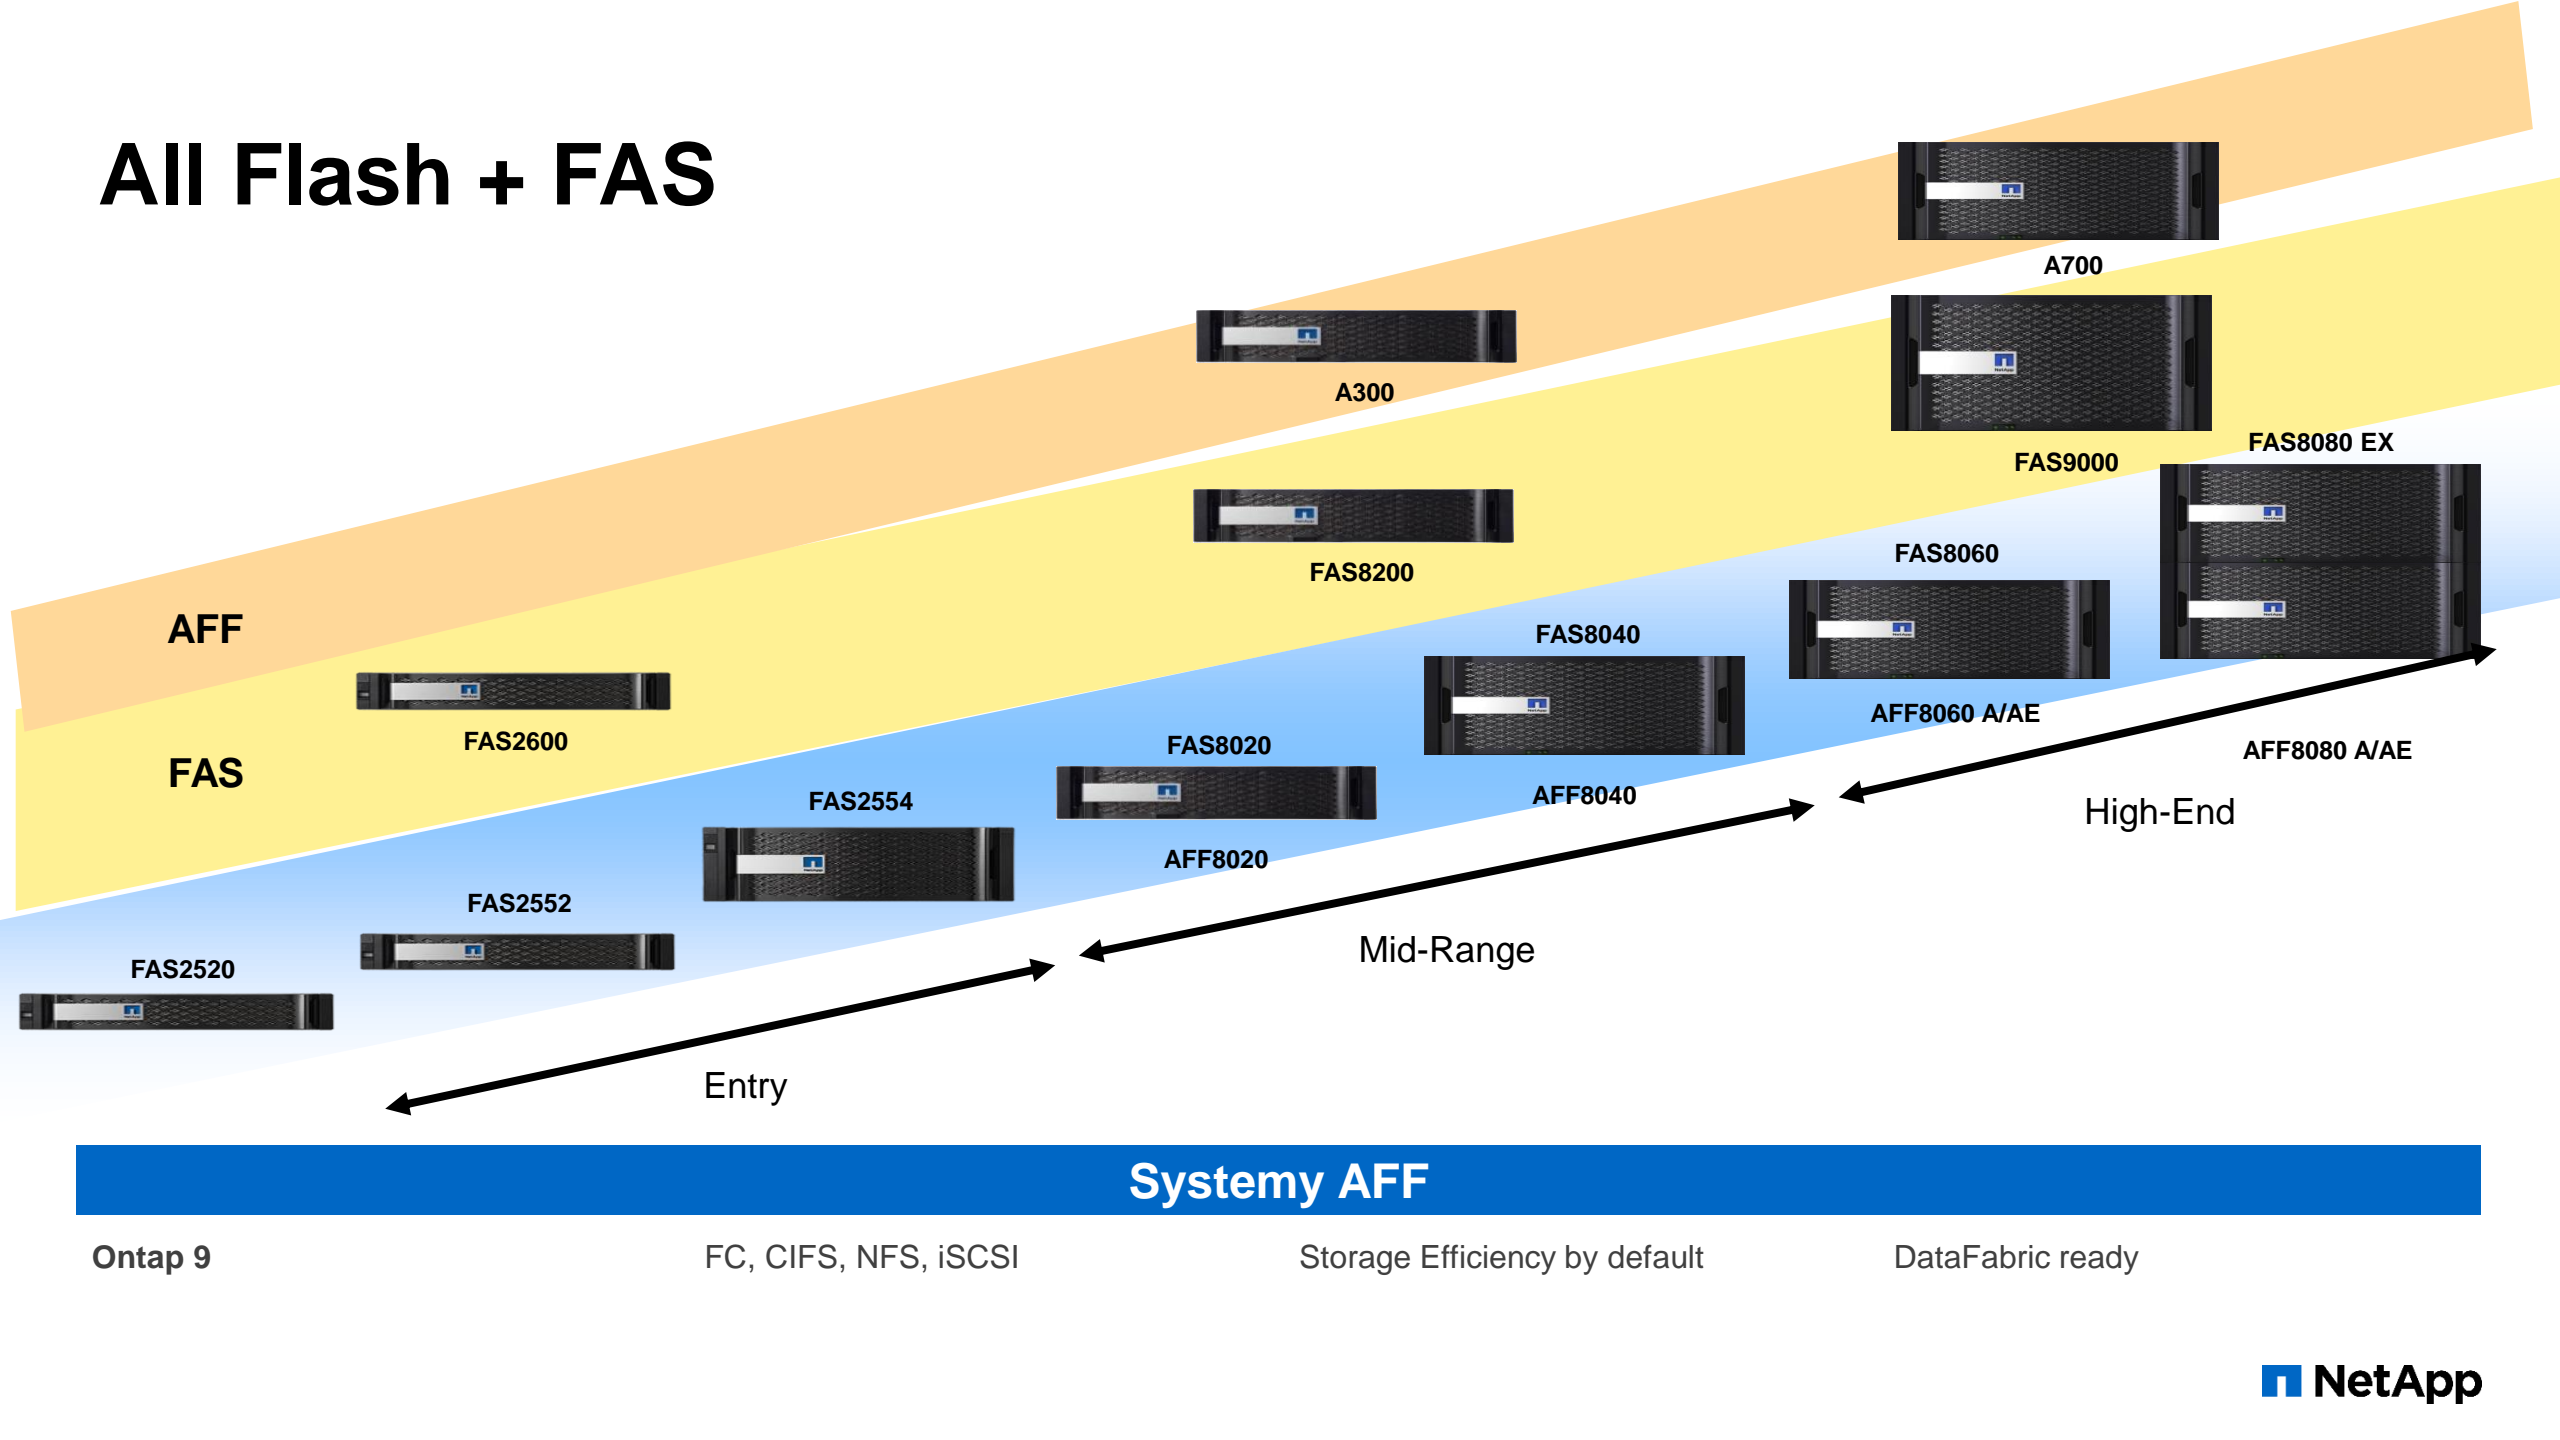 All Flash + FAS
A700
A300
FAS8080 EX
FAS9000
FAS8060
FAS8200
AFF
FAS8040
FAS2600
FAS
AFF8060 A/AE
FAS8020
AFF8080 A/AE
FAS2554
AFF8040
High-End
AFF8020
FAS2552
Mid-Range
FAS2520
Entry
Systemy AFF
Ontap 9
FC, CIFS, NFS, iSCSI
Storage Efficiency by default
DataFabric ready
NetApp